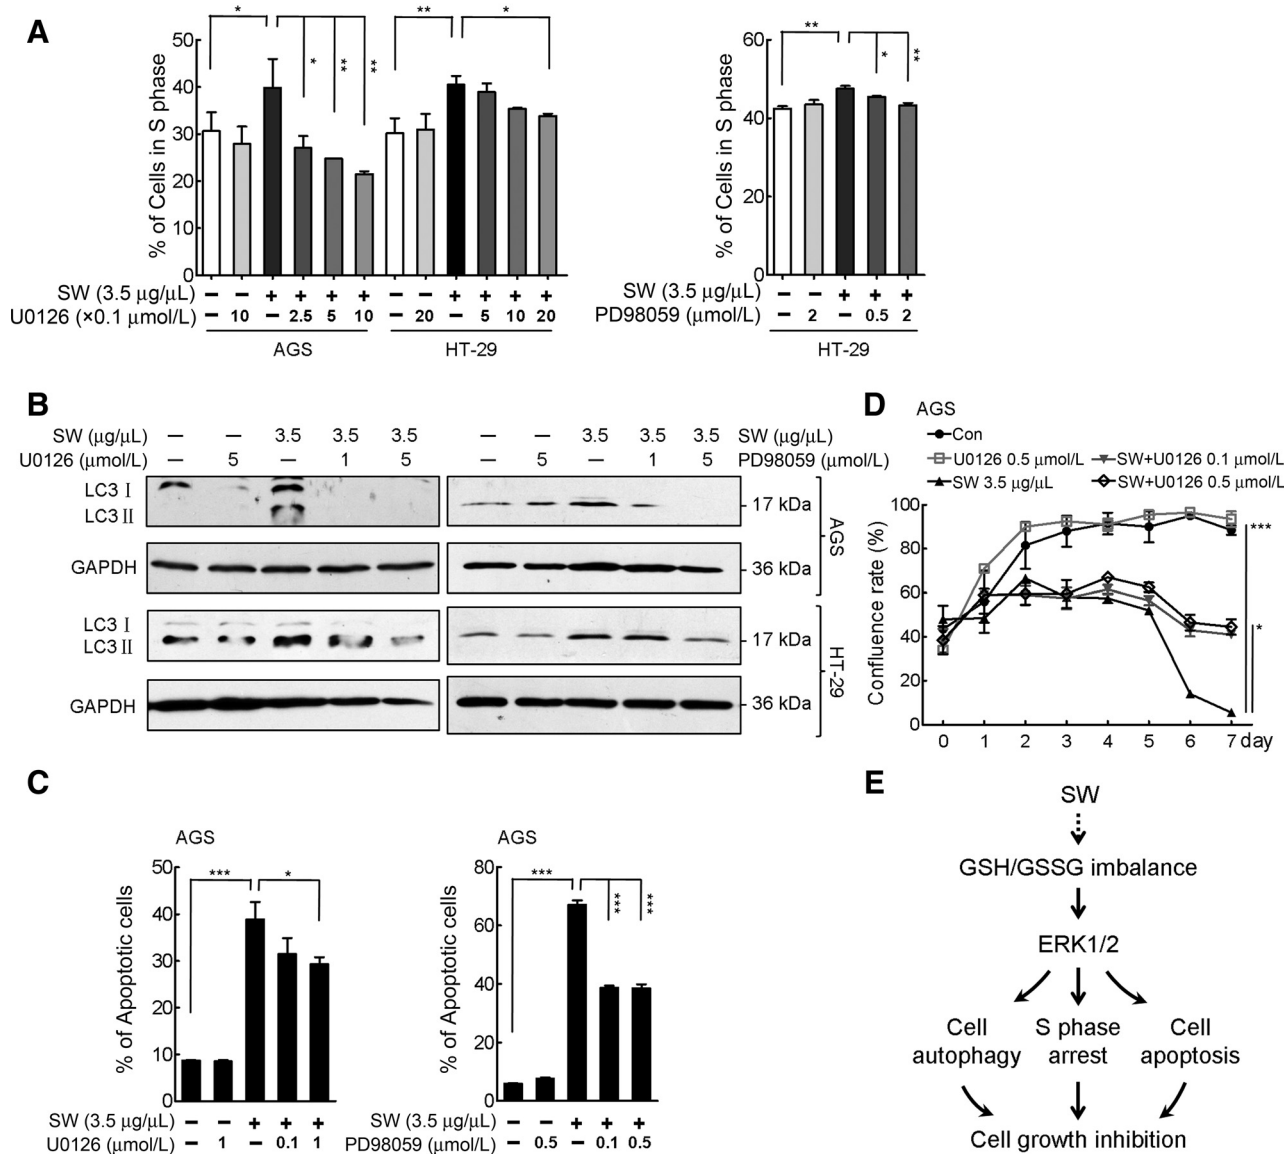 A
* * ** * *
* ** **
% of Cells in S phase
50
40
30
20
10
0
SW (3.5 μg/μL) − − + + + + − − + + + +
U0126 (×0.1 μmol/L) − 10 − 2.5 5 10 − 20 − 5 10 20
AGS HT-29
**
* **
% of Cells in S phase
60
40
20
0
SW (3.5 μg/μL) − − + + +
PD98059 (μmol/L) − 2 − 0.5 2
HT-29
B
SW (μg/μL) − − 3.5 3.5 3.5 − − 3.5 3.5 3.5 SW (μg/μL)
U0126 (μmol/L) − 5 − 1 5 − 5 − 1 5 PD98059 (μmol/L)
LC3 I
LC3 II
17 kDa
GAPDH 36 kDa
AGS
LC3 I
LC3 II
17 kDa
GAPDH 36 kDa
HT-29
C
AGS
*** *
% of Apoptotic cells
50
40
30
20
10
0
SW (3.5 μg/μL) − − + + +
U0126 (μmol/L) − 1 − 0.1 1
AGS
*** *** ***
% of Apoptotic cells
80
60
40
20
0
SW (3.5 μg/μL) − − + + +
PD98059 (μmol/L) − 0.5 − 0.1 0.5
D
AGS
Con
U0126 0.5 μmol/L SW+U0126 0.1 μmol/L
SW 3.5 μg/μL SW+U0126 0.5 μmol/L
Confluence rate (%)
100
80
60
40
20
0
***
*
0 1 2 3 4 5 6 7 day
E
SW
GSH/GSSG imbalance
ERK1/2
Cell autophagy
S phase arrest
Cell apoptosis
Cell growth inhibition